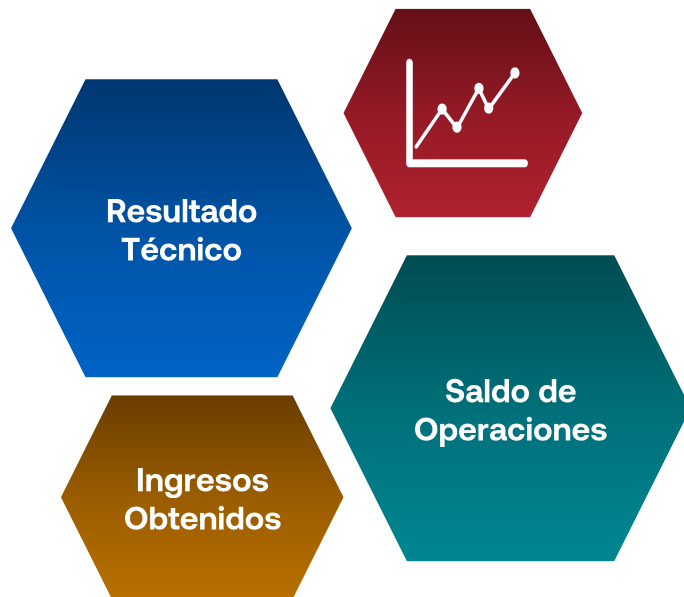 Resultado
Técnico
Saldo de
Operaciones
Ingresos
Obtenidos